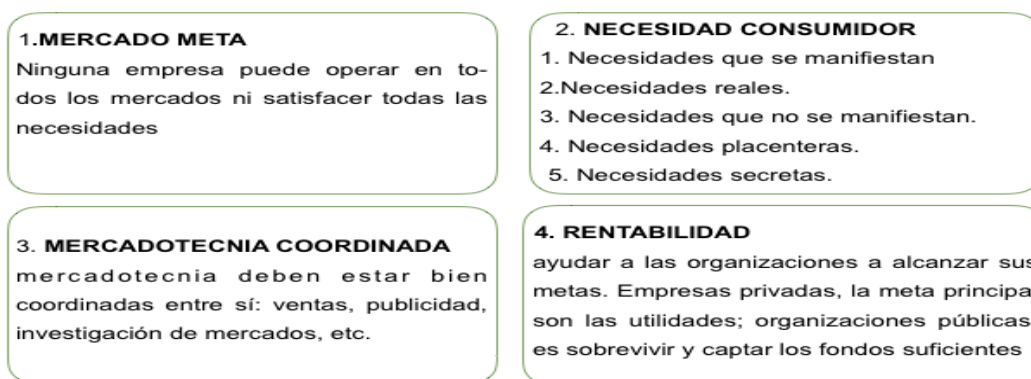 1.MERCADO META
Ninguna empresa puede operar en to-
dos los mercados ni satisfacer todas las
necesidades
2. NECESIDAD CONSUMIDOR
1. Necesidades que se manifiestan
2.Necesidades reales.
3. Necesidades que no se manifiestan.
4. Necesidades placenteras.
5. Necesidades secretas.
3. MERCADOTECNIA COORDINADA
mercadotecnia deben estar bien
coordinadas entre sí: ventas, publicidad,
investigación de mercados, etc.
4. RENTABILIDAD
ayudar a las organizaciones a alcanzar sus
metas. Empresas privadas, la meta principa
son las utilidades; organizaciones públicas
es sobrevivir y captar los fondos suficientes